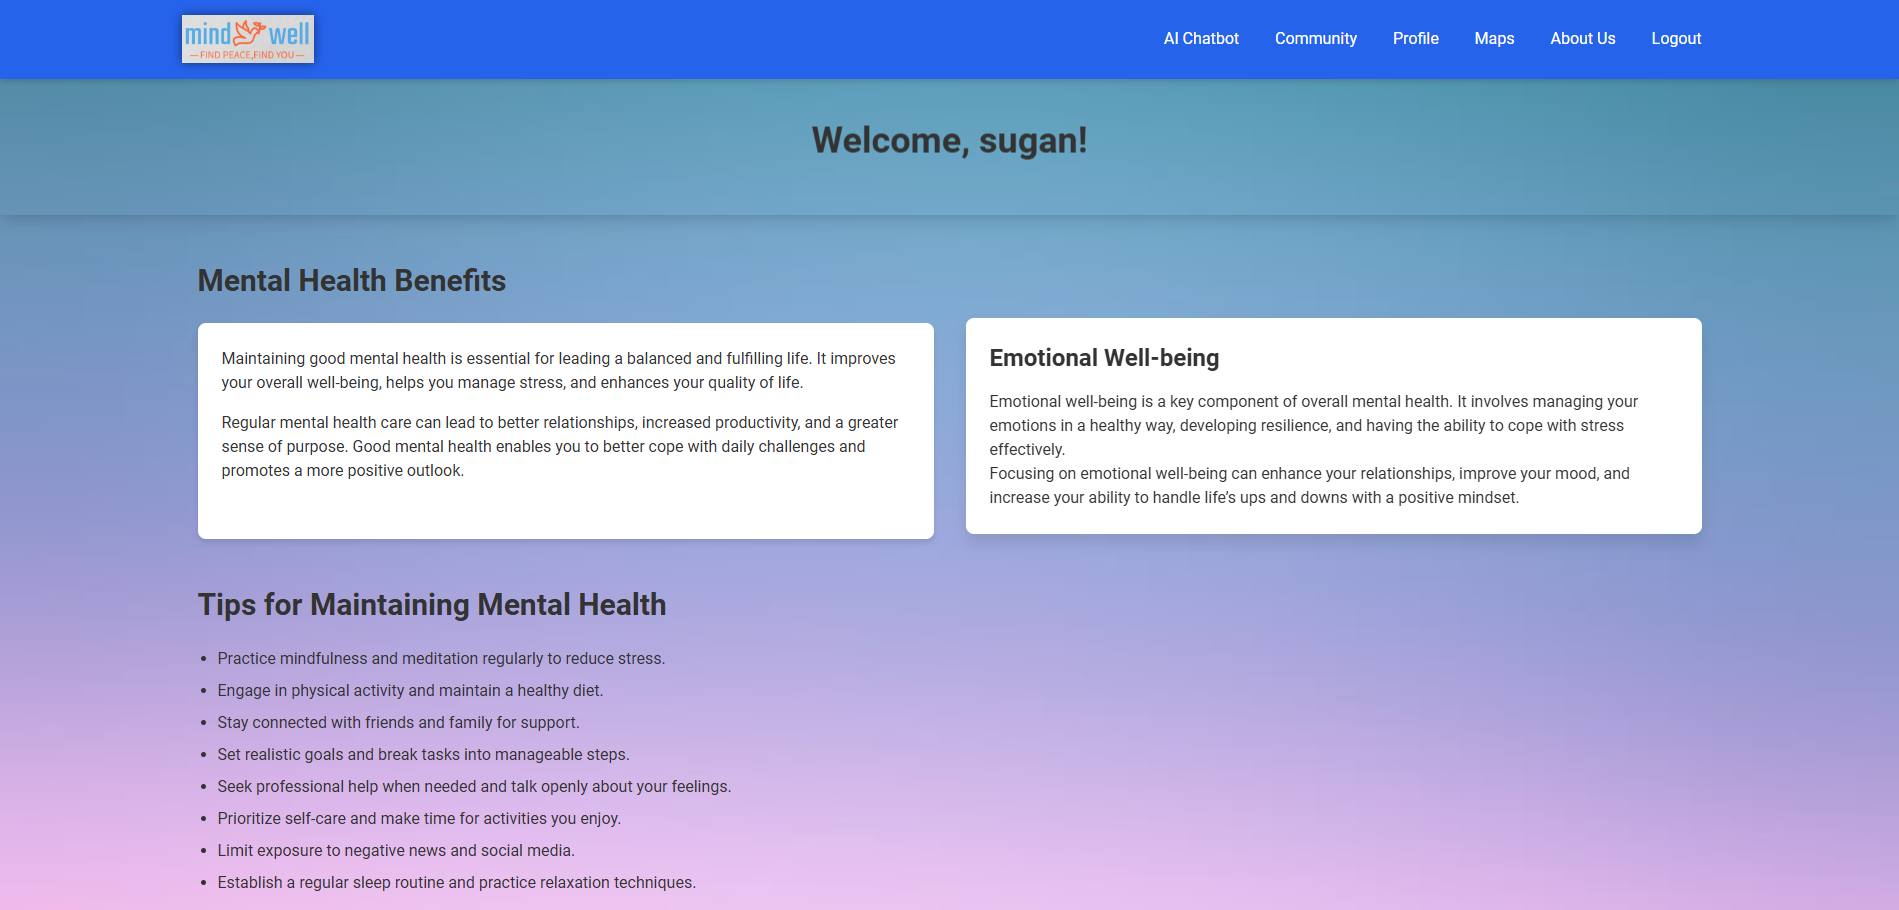 mind well
— FIND PEACE,FIND YOU —
AI Chatbot
Community
Profile
Maps
About Us
Logout
Welcome, sugan!
Mental Health Benefits
Maintaining good mental health is essential for leading a balanced and fulfilling life. It improves
your overall well-being, helps you manage stress, and enhances your quality of life.
Regular mental health care can lead to better relationships, increased productivity, and a greater
sense of purpose. Good mental health enables you to better cope with daily challenges and
promotes a more positive outlook.
Emotional Well-being
Emotional well-being is a key component of overall mental health. It involves managing your
emotions in a healthy way, developing resilience, and having the ability to cope with stress
effectively.
Focusing on emotional well-being can enhance your relationships, improve your mood, and
increase your ability to handle life’s ups and downs with a positive mindset.
Tips for Maintaining Mental Health
• Practice mindfulness and meditation regularly to reduce stress.
• Engage in physical activity and maintain a healthy diet.
• Stay connected with friends and family for support.
• Set realistic goals and break tasks into manageable steps.
• Seek professional help when needed and talk openly about your feelings.
• Prioritize self-care and make time for activities you enjoy.
• Limit exposure to negative news and social media.
• Establish a regular sleep routine and practice relaxation techniques.